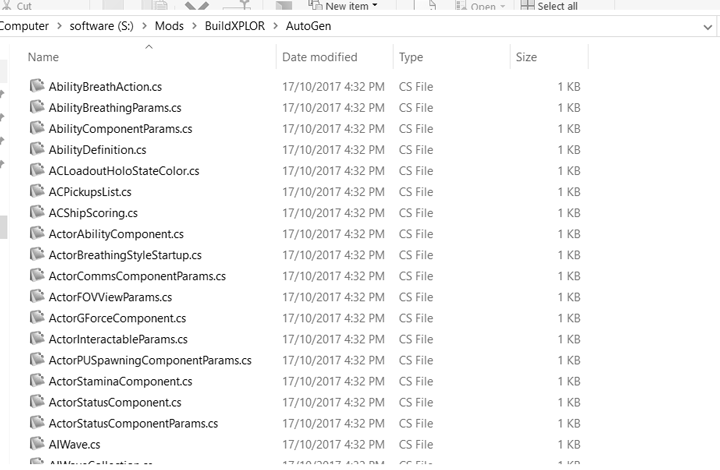 Cut New item Open Select all
Computer > software (S:) > Mods > BuildXPLOR > AutoGen
Name Date modified Type Size
AbilityBreathAction.cs 17/10/2017 4:32 PM CS File 1 KB
AbilityBreathingParams.cs 17/10/2017 4:32 PM CS File 1 KB
AbilityComponentParams.cs 17/10/2017 4:32 PM CS File 1 KB
AbilityDefinition.cs 17/10/2017 4:32 PM CS File 1 KB
ACLoadoutHoloStateColor.cs 17/10/2017 4:32 PM CS File 1 KB
ACPickupsList.cs 17/10/2017 4:32 PM CS File 1 KB
ACShipScoring.cs 17/10/2017 4:32 PM CS File 1 KB
ActorAbilityComponent.cs 17/10/2017 4:32 PM CS File 1 KB
ActorBreathingStyleStartup.cs 17/10/2017 4:32 PM CS File 1 KB
ActorCommsComponentParams.cs 17/10/2017 4:32 PM CS File 1 KB
ActorFOVViewParams.cs 17/10/2017 4:32 PM CS File 1 KB
ActorGForceComponent.cs 17/10/2017 4:32 PM CS File 1 KB
ActorInteractableParams.cs 17/10/2017 4:32 PM CS File 1 KB
ActorPUSpawningComponentParams.cs 17/10/2017 4:32 PM CS File 1 KB
ActorStaminaComponent.cs 17/10/2017 4:32 PM CS File 1 KB
ActorStatusComponent.cs 17/10/2017 4:32 PM CS File 1 KB
ActorStatusComponentParams.cs 17/10/2017 4:32 PM CS File 1 KB
AIWave.cs 17/10/2017 4:32 PM CS File 1 KB
AIWaveCollection.cs 17/10/2017 4:32 PM CS File 1 KB